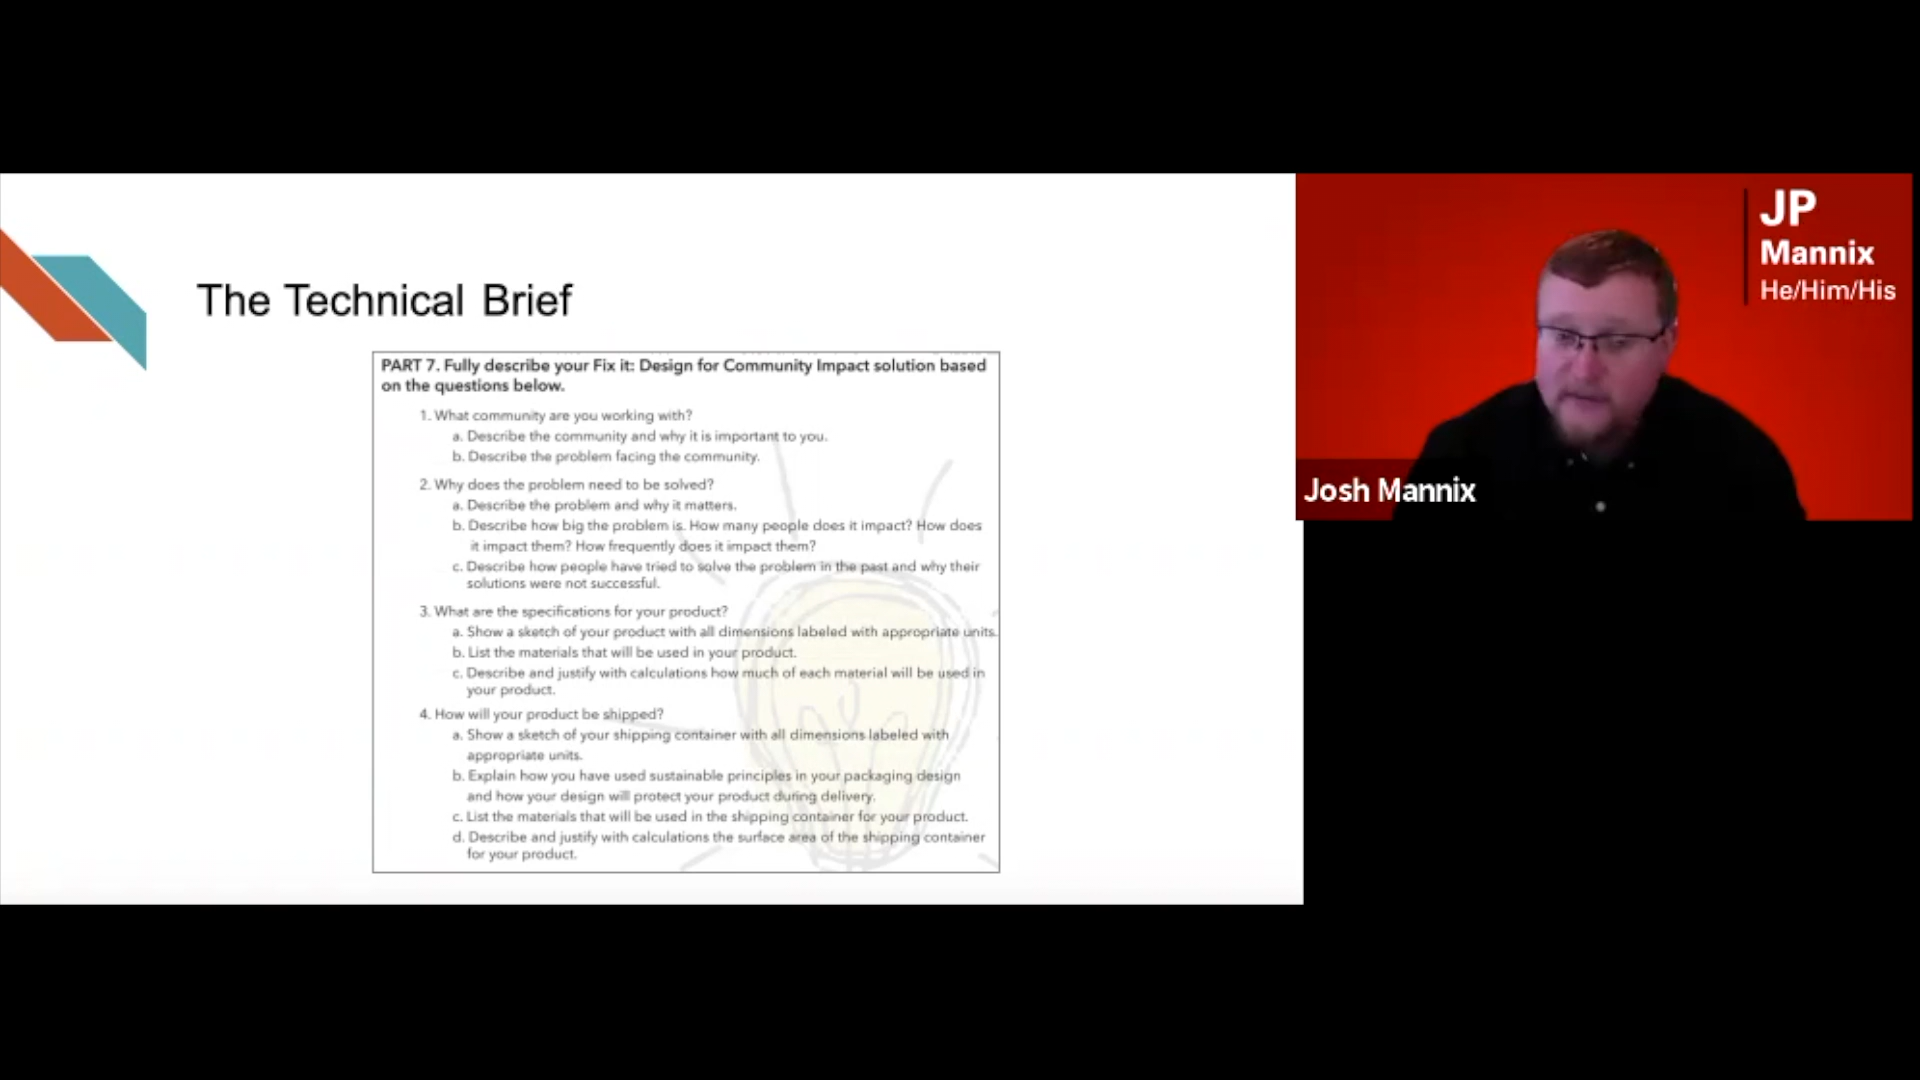 The Technical Brief
PART 7. Fully describe your Fix it: Design for Community Impact solution based
on the questions below.
1. What community are you working with?
a. Describe the community and why it is important to you.
b. Describe the problem facing the community.
2. Why does the problem need to be solved?
a. Describe the problem and why it matters.
b. Describe how big the problem is. How many people does it impact? How does
it impact them? How frequently does it impact them?
c. Describe how people have tried to solve the problem in the past and why their
solutions were not successful.
3. What are the specifications for your product?
a. Show a sketch of your product with all dimensions labeled with appropriate units.
b. List the materials that will be used in your product.
c. Describe and justify with calculations how much of each material will be used in
your product.
4. How will your product be shipped?
a. Show a sketch of your shipping container with all dimensions labeled with
appropriate units.
b. Explain how you have used sustainable principles in your packaging design
and how your design will protect your product during delivery.
c. List the materials that will be used in the shipping container for your product.
d. Describe and justify with calculations the surface area of the shipping container
for your product.
JP
Mannix
He/Him/His
Josh Mannix